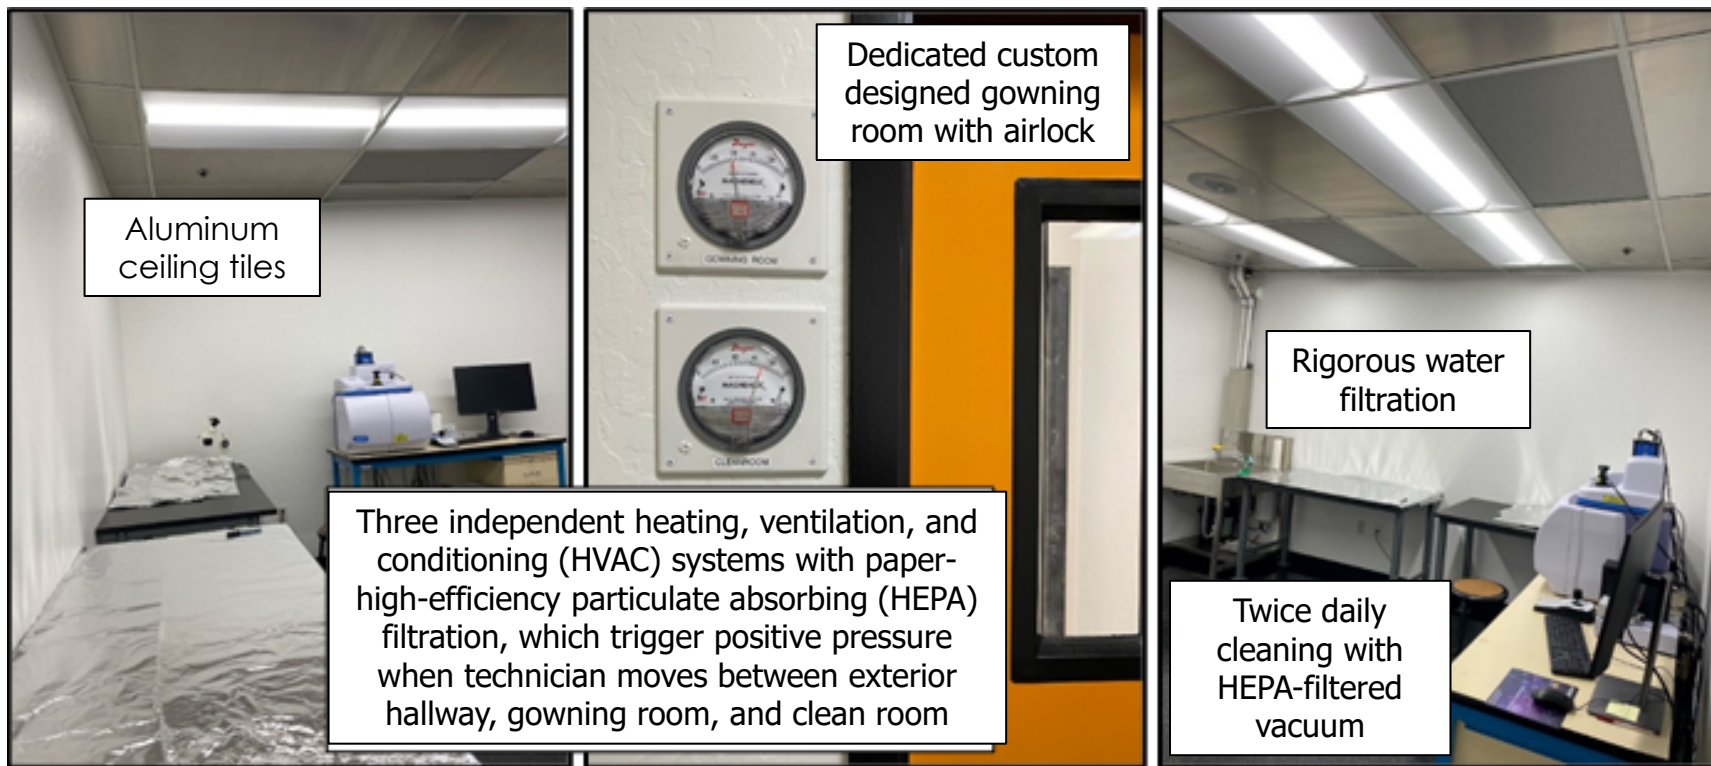 Aluminum
ceiling tiles
Dedicated custom
designed gowning
room with airlock
GOWNING ROOM
MAGNEHELIC
CLEANROOM
Three independent heating, ventilation, and
conditioning (HVAC) systems with paper-
high-efficiency particulate absorbing (HEPA)
filtration, which trigger positive pressure
when technician moves between exterior
hallway, gowning room, and clean room
Rigorous water
filtration
Twice daily
cleaning with
HEPA-filtered
vacuum